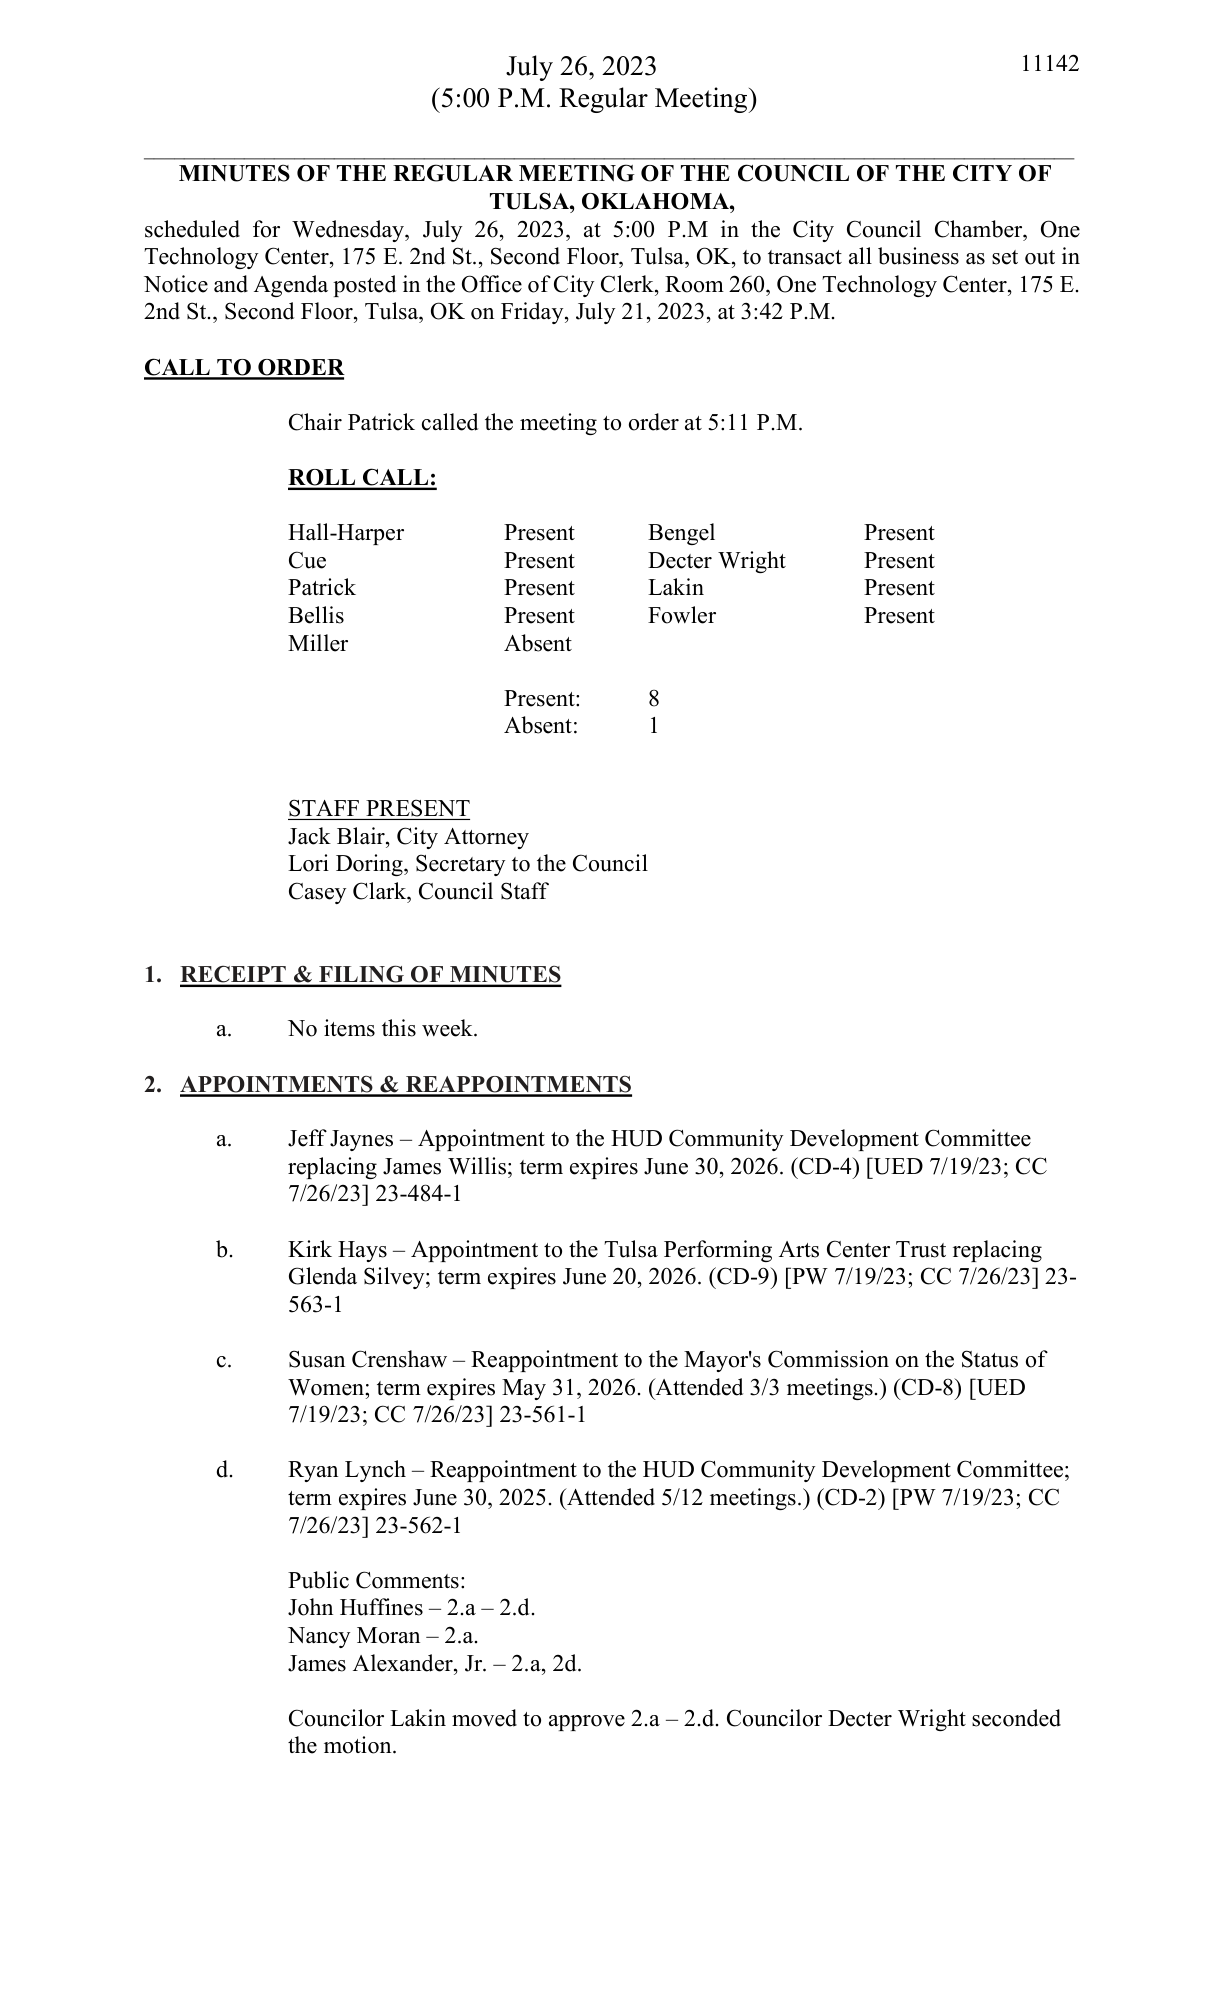 July 26, 2023
11142
(5:00 P.M. Regular Meeting)
MINUTES OF THE REGULAR MEETING OF THE COUNCIL OF THE CITY OF
TULSA, OKLAHOMA,
scheduled for Wednesday, July 26, 2023, at 5:00 P.M in the City Council Chamber, One
Technology Center, 175 E. 2nd St., Second Floor, Tulsa, OK, to transact all business as set out in
Notice and Agenda posted in the Office of City Clerk, Room 260, One Technology Center, 175 E.
2nd St., Second Floor, Tulsa, OK on Friday, July 21, 2023, at 3:42 P.M.
CALL TO ORDER
Chair Patrick called the meeting to order at 5:11 P.M.
ROLL CALL:
Hall-Harper Present Bengel Present
Cue Present Decter Wright Present
Patrick Present Lakin Present
Bellis Present Fowler Present
Miller Absent
Present: 8
Absent: 1
STAFF PRESENT
Jack Blair, City Attorney
Lori Doring, Secretary to the Council
Casey Clark, Council Staff
1. RECEIPT & FILING OF MINUTES
a. No items this week.
2. APPOINTMENTS & REAPPOINTMENTS
a. Jeff Jaynes – Appointment to the HUD Community Development Committee
replacing James Willis; term expires June 30, 2026. (CD-4) [UED 7/19/23; CC
7/26/23] 23-484-1
b. Kirk Hays – Appointment to the Tulsa Performing Arts Center Trust replacing
Glenda Silvey; term expires June 20, 2026. (CD-9) [PW 7/19/23; CC 7/26/23] 23-
563-1
c. Susan Crenshaw – Reappointment to the Mayor's Commission on the Status of
Women; term expires May 31, 2026. (Attended 3/3 meetings.) (CD-8) [UED
7/19/23; CC 7/26/23] 23-561-1
d. Ryan Lynch – Reappointment to the HUD Community Development Committee;
term expires June 30, 2025. (Attended 5/12 meetings.) (CD-2) [PW 7/19/23; CC
7/26/23] 23-562-1
Public Comments:
John Huffines – 2.a – 2.d.
Nancy Moran – 2.a.
James Alexander, Jr. – 2.a, 2d.
Councilor Lakin moved to approve 2.a – 2.d. Councilor Decter Wright seconded
the motion.